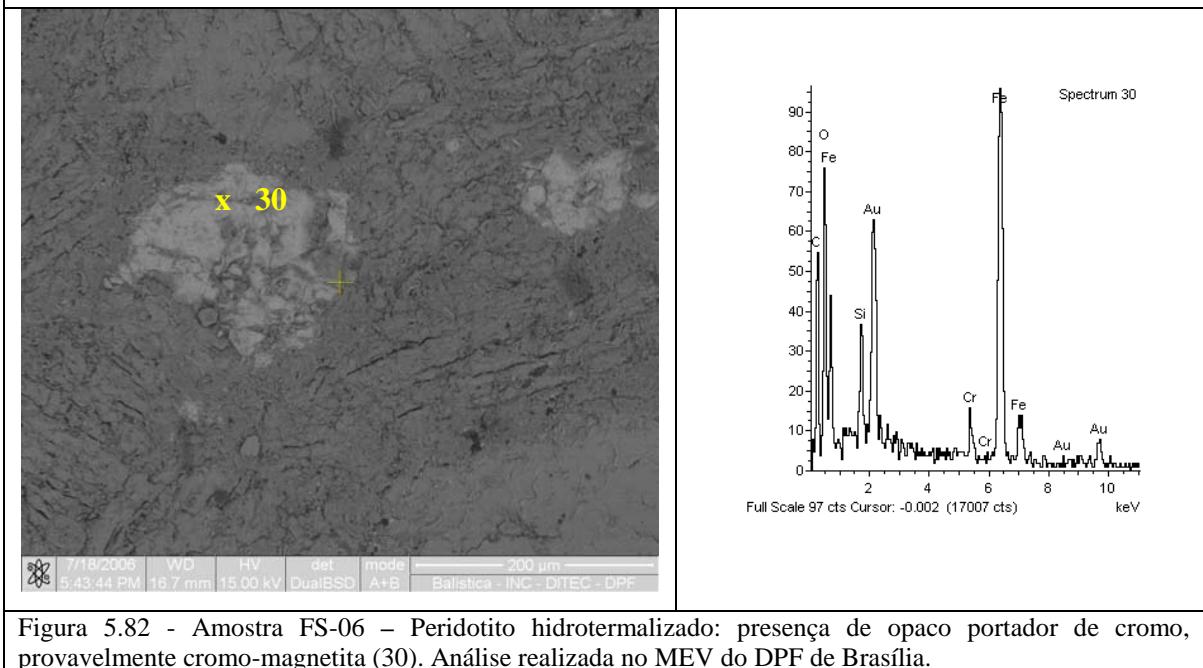 x 30
7/18/2006 WD HV det mode 200 µm
5:43:44 PM 16.7 mm 15.00 kV DualBSD A+B Balistica - INC - DITEC - DPF
Spectrum 30
90
80
70
60
50
40
30
20
10
0
C
O
Fe
Si
Au
Cr
Cr
Fe
Fe
Au
Au
2 4 6 8 10
Full Scale 97 cts Cursor: -0.002 (17007 cts) keV
Figura 5.82 - Amostra FS-06 – Peridotito hidrotermalizado: presença de opaco portador de cromo,
provavelmente cromo-magnetita (30). Análise realizada no MEV do DPF de Brasília.